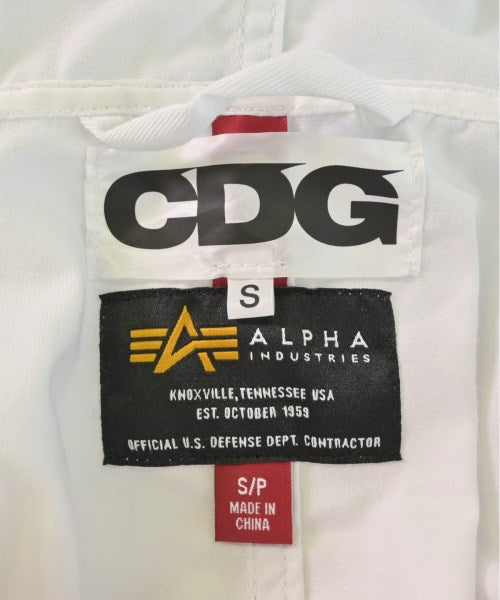 CDG
S
ALPHA
INDUSTRIES
KNOXVILLE, TENNESSEE USA
EST. OCTOBER 1959
OFFICIAL U.S. DEFENSE DEPT. CONTRACTOR
S/P
MADE IN
CHINA